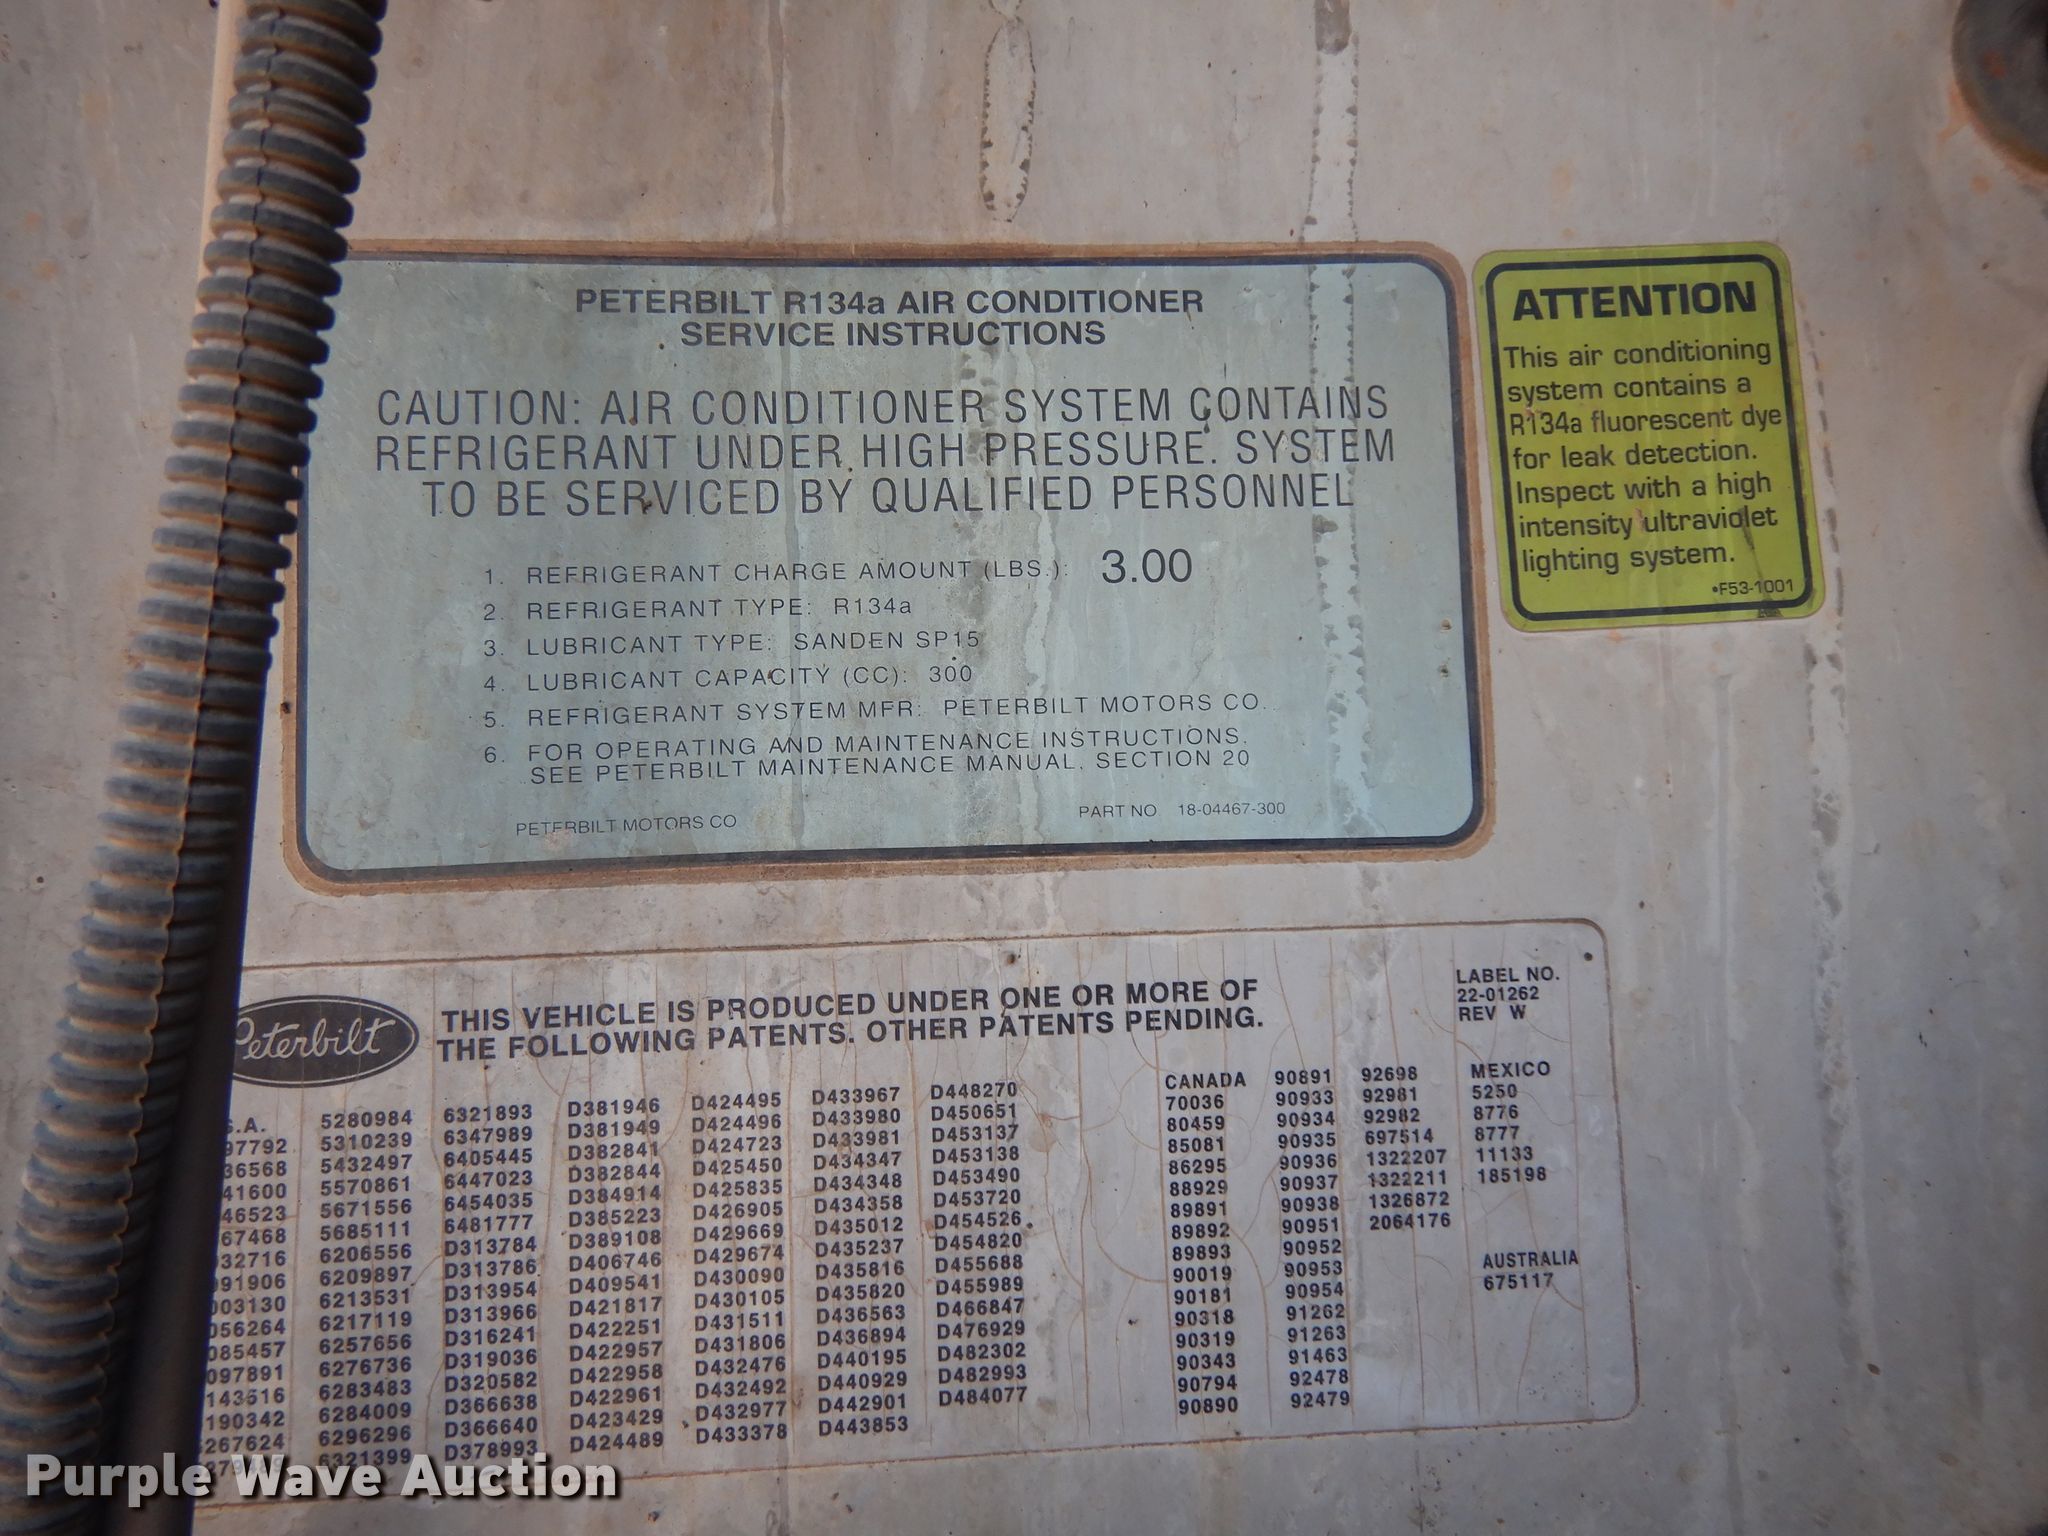 PETERBILT R134a AIR CONDITIONER
SERVICE INSTRUCTIONS
CAUTION: AIR CONDITIONER SYSTEM CONTAINS
REFRIGERANT UNDER HIGH PRESSURE. SYSTEM
TO BE SERVICED BY QUALIFIED PERSONNEL
1. REFRIGERANT CHARGE AMOUNT (LBS.): 3.00
2. REFRIGERANT TYPE: R134a
3. LUBRICANT TYPE: SANDEN SP15
4. LUBRICANT CAPACITY (CC): 300
5. REFRIGERANT SYSTEM MFR: PETERBILT MOTORS CO.
6. FOR OPERATING AND MAINTENANCE INSTRUCTIONS.
SEE PETERBILT MAINTENANCE MANUAL. SECTION 20
PETERBILT MOTORS CO PART NO 18-04467-300
ATTENTION
This air conditioning
system contains a
R134a fluorescent dye
for leak detection.
Inspect with a high
intensity ultraviolet
lighting system.
•F53-1001
Peterbilt
THIS VEHICLE IS PRODUCED UNDER ONE OR MORE OF
THE FOLLOWING PATENTS. OTHER PATENTS PENDING.
LABEL NO.
22-01262
REV W
5280984
5310239
5432497
5570861
5671556
5685111
6206556
6209897
6213531
6217119
6257656
6276736
6283483
6284009
6296296
6321399
6321893
6347989
6405445
6447023
6454035
6481777
D313784
D313786
D313954
D313966
D316241
D319036
D320582
D366638
D366640
D378993
D381946
D381949
D382841
D382844
D384914
D385223
D389108
D406746
D409541
D421817
D422251
D422957
D422958
D422961
D423429
D424489
D424495
D424496
D424723
D425450
D425835
D426905
D429669
D429674
D430090
D430105
D431511
D431806
D432476
D432492
D432977
D433378
D433967
D433980
D433981
D434347
D434348
D434358
D435012
D435237
D435816
D435820
D436563
D436894
D440195
D440929
D442901
D443853
D448270
D450651
D453137
D453138
D453490
D453720
D454526
D454820
D455688
D455989
D466847
D476929
D482302
D482993
D484077
CANADA
70036
80459
85081
86295
88929
89891
89892
89893
90019
90181
90318
90319
90343
90794
90890
90891
90933
90934
90935
90936
90937
90938
90951
90952
90953
90954
91262
91263
91463
92478
92479
92698
92981
92982
697514
1322207
1322211
1326872
2064176
MEXICO
5250
8776
8777
11133
185198
AUSTRALIA
675117
Purple Wave Auction